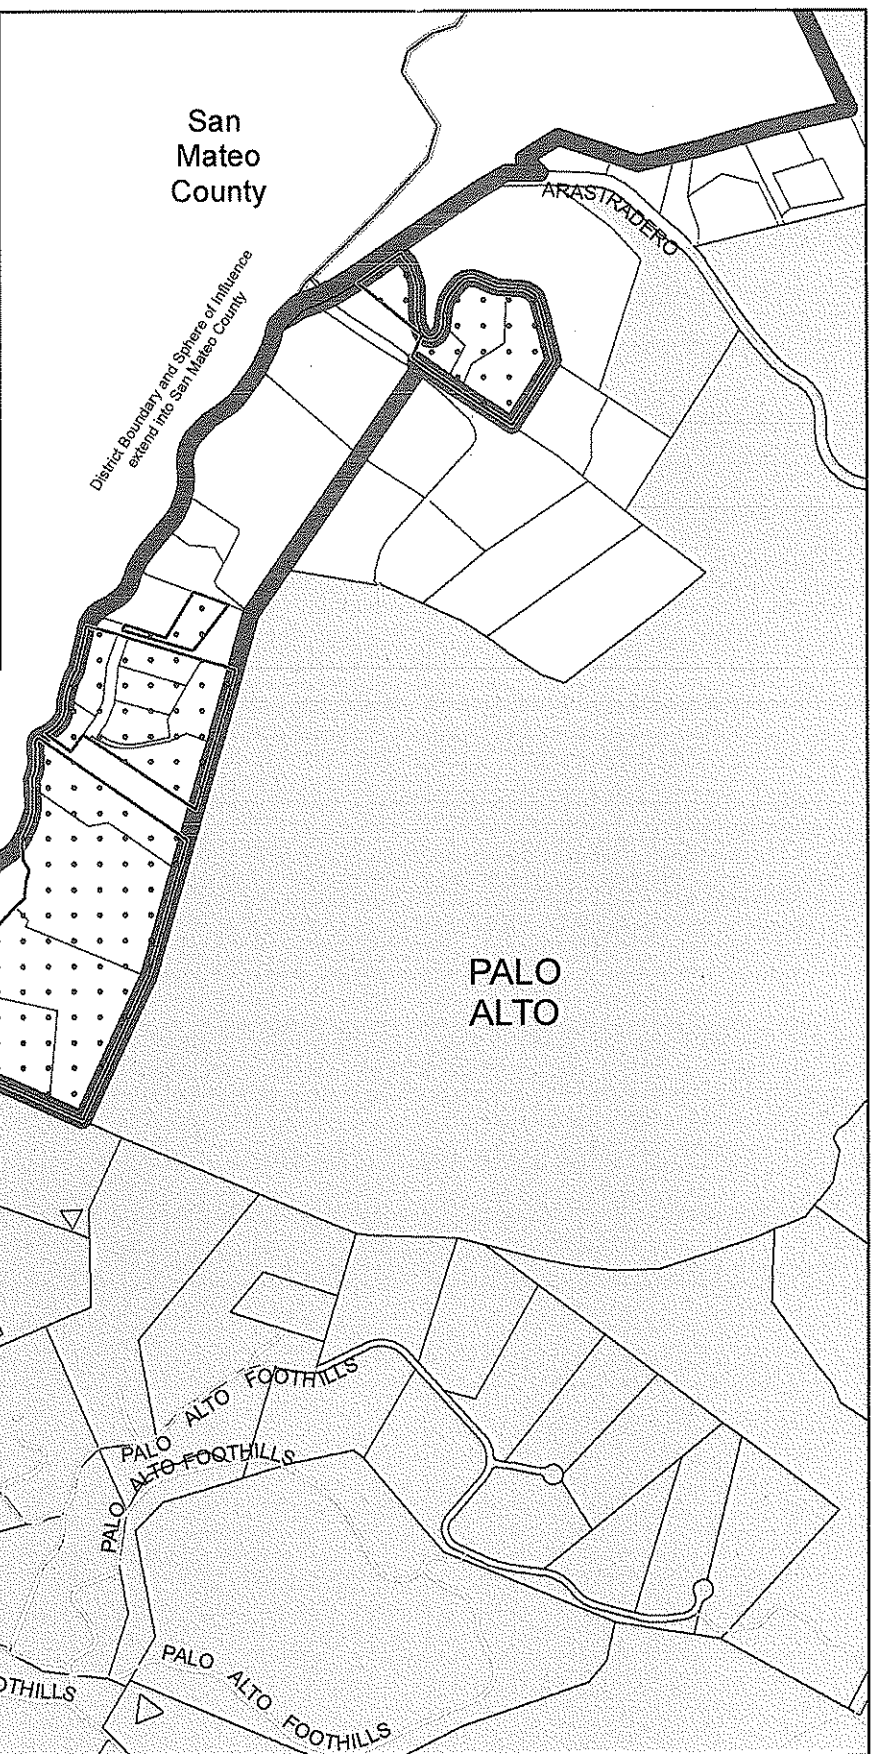 San
Mateo
County
ARASTRADERO
District Boundary and Sphere of Influence
extend into San Mateo County
PALO
ALTO
PALO ALTO FOOTHILLS
PALO ALTO FOOTHILLS
PALO
PALO ALTO FOOTHILLS
OTHILLS